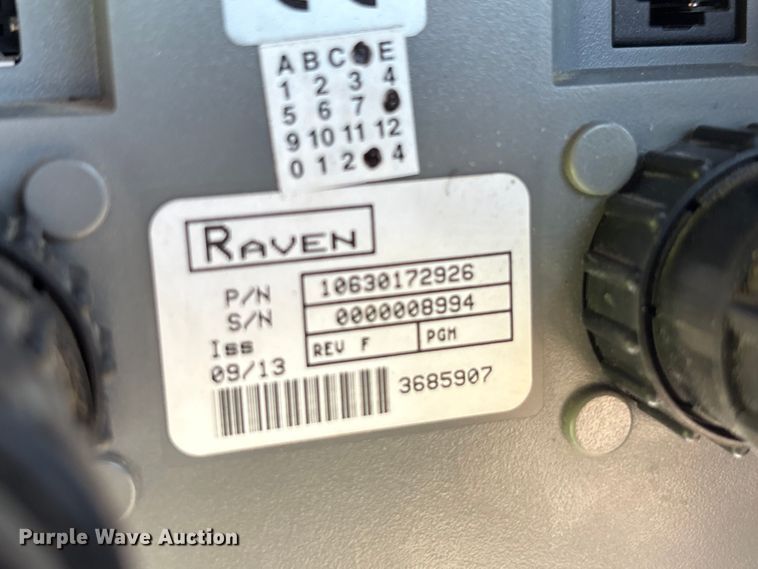 A B C E
1 2 3 4
5 6 7
9 10 11 12
0 1 2 4
RAVEN
P/N 10630172926
S/N 0000008994
Iss REV F PGM
09/13
3685907
Purple Wave Auction